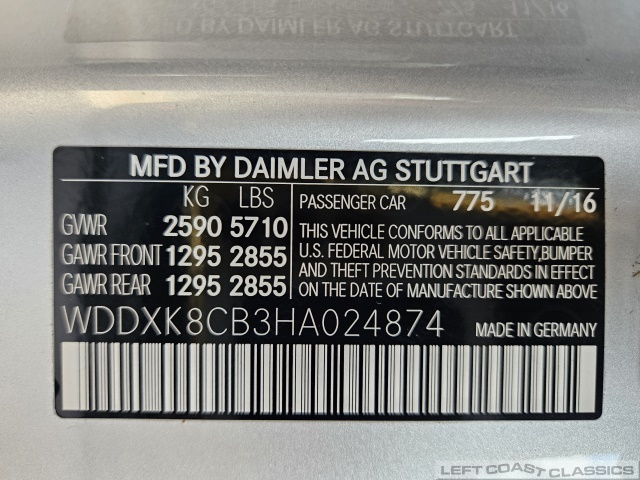 MFD BY DAIMLER AG STUTTGART
KG LBS
PASSENGER CAR 775 11/16
GVWR 2590 5710
GAWR FRONT 1295 2855
GAWR REAR 1295 2855
THIS VEHICLE CONFORMS TO ALL APPLICABLE
U.S. FEDERAL MOTOR VEHICLE SAFETY,BUMPER
AND THEFT PREVENTION STANDARDS IN EFFECT
ON THE DATE OF MANUFACTURE SHOWN ABOVE.
WDDXK8CB3HA024874 MADE IN GERMANY
LEFT COAST CLASSICS